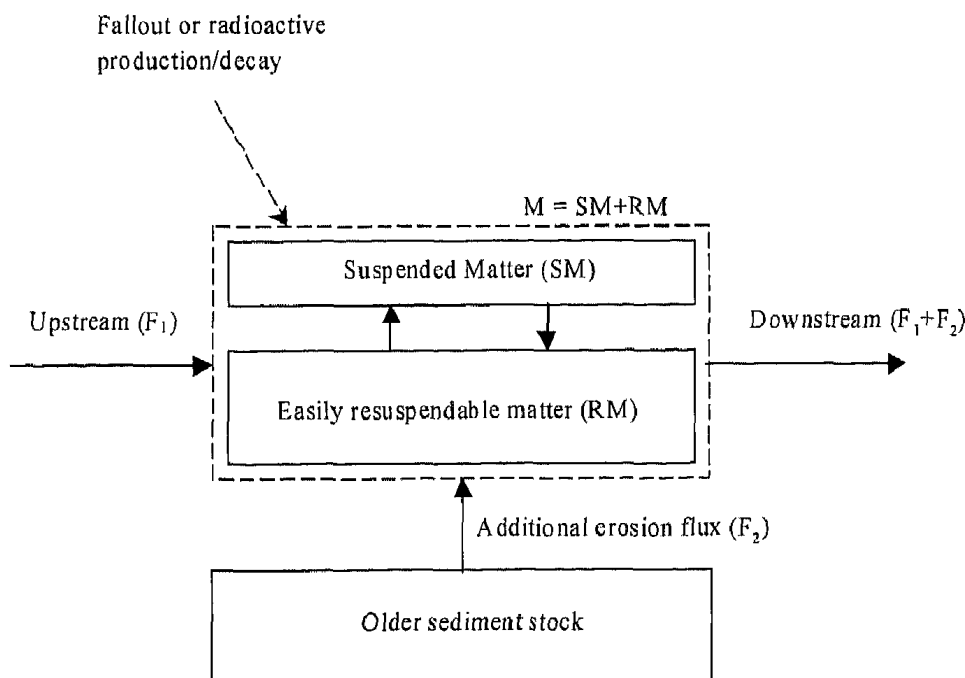 Fallout or radioactive
production/decay
M = SM+RM
Suspended Matter (SM)
Upstream (F₁)
Downstream (F₁+F₂)
Easily resuspendable matter (RM)
Additional erosion flux (F₂)
Older sediment stock